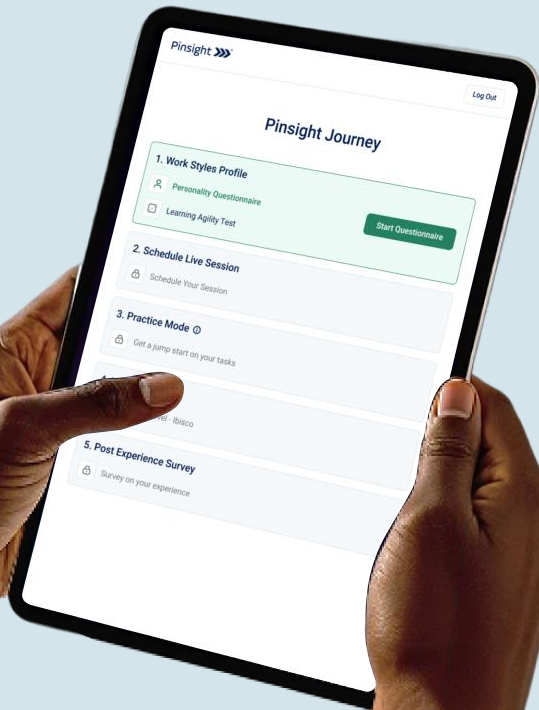 Pinsight
Log Out
Pinsight Journey
1. Work Styles Profile
Personality Questionnaire
Learning Agility Test
Start Questionnaire
2. Schedule Live Session
Schedule Your Session
3. Practice Mode
Get a jump start on your tasks
- Ibisco
5. Post Experience Survey
Survey on your experience